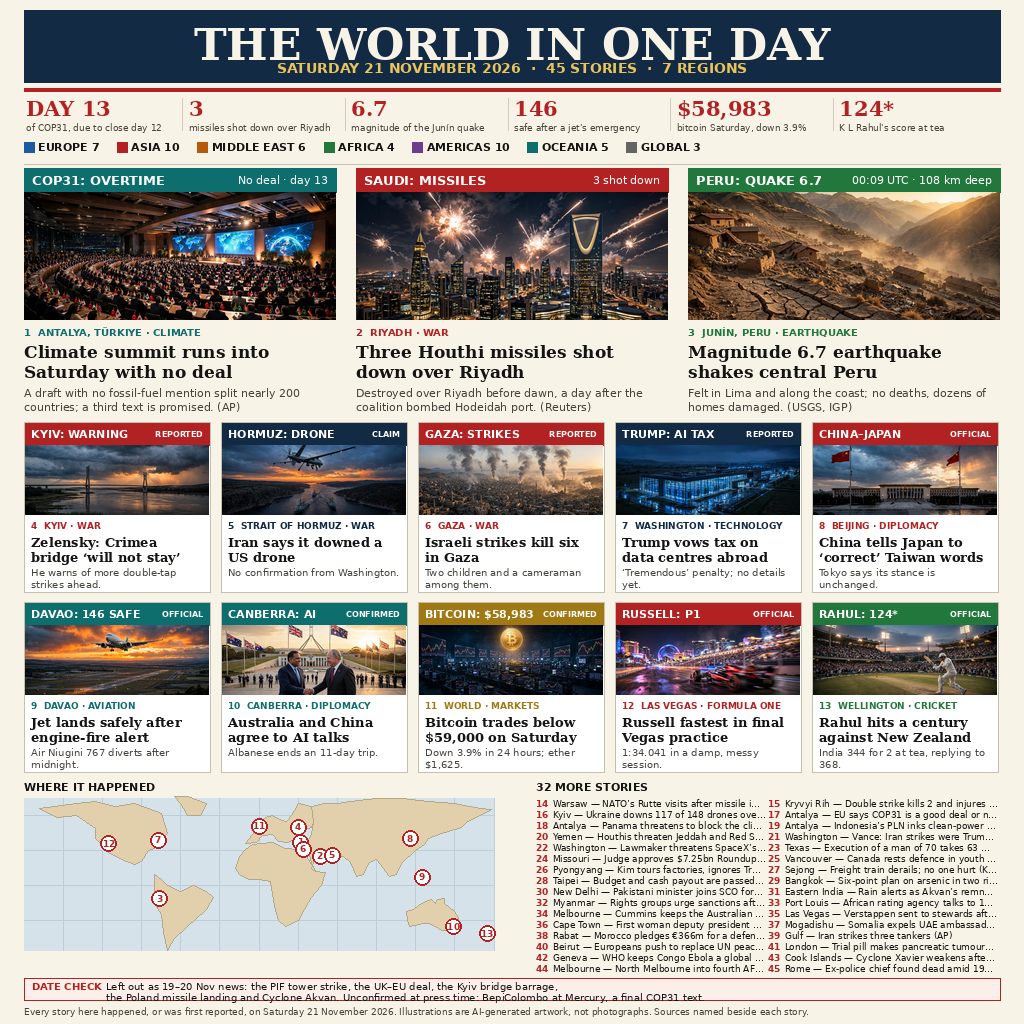 THE WORLD IN ONE DAY
SATURDAY 21 NOVEMBER 2026 · 45 STORIES · 7 REGIONS
DAY 13
of COP31, due to close day 12
3
missiles shot down over Riyadh
6.7
magnitude of the Junín quake
146
safe after a jet's emergency
$58,983
bitcoin Saturday, down 3.9%
124*
K L Rahul's score at tea
EUROPE 7
ASIA 10
MIDDLE EAST 6
AFRICA 4
AMERICAS 10
OCEANIA 5
GLOBAL 3
COP31: OVERTIME
No deal · day 13
1 ANTALYA, TÜRKIYE · CLIMATE
Climate summit runs into
Saturday with no deal
A draft with no fossil-fuel mention split nearly 200
countries; a third text is promised. (AP)
SAUDI: MISSILES
3 shot down
2 RIYADH · WAR
Three Houthi missiles shot
down over Riyadh
Destroyed over Riyadh before dawn, a day after the
coalition bombed Hodeidah port. (Reuters)
PERU: QUAKE 6.7
00:09 UTC · 108 km deep
3 JUNÍN, PERU · EARTHQUAKE
Magnitude 6.7 earthquake
shakes central Peru
Felt in Lima and along the coast; no deaths, dozens of
homes damaged. (USGS, IGP)
KYIV: WARNING
REPORTED
4 KYIV · WAR
Zelensky: Crimea
bridge ‘will not stay’
He warns of more double-tap
strikes ahead.
HORMUZ: DRONE
CLAIM
5 STRAIT OF HORMUZ · WAR
Iran says it downed a
US drone
No confirmation from Washington.
GAZA: STRIKES
REPORTED
6 GAZA · WAR
Israeli strikes kill six
in Gaza
Two children and a cameraman
among them.
TRUMP: AI TAX
REPORTED
7 WASHINGTON · TECHNOLOGY
Trump vows tax on
data centres abroad
‘Tremendous’ penalty; no details
yet.
CHINA–JAPAN
OFFICIAL
8 BEIJING · DIPLOMACY
China tells Japan to
‘correct’ Taiwan words
Tokyo says its stance is
unchanged.
DAVAO: 146 SAFE
OFFICIAL
9 DAVAO · AVIATION
Jet lands safely after
engine-fire alert
Air Niugini 767 diverts after
midnight.
CANBERRA: AI
CONFIRMED
10 CANBERRA · DIPLOMACY
Australia and China
agree to AI talks
Albanese ends an 11-day trip.
BITCOIN: $58,983
CONFIRMED
11 WORLD · MARKETS
Bitcoin trades below
$59,000 on Saturday
Down 3.9% in 24 hours; ether
$1,625.
RUSSELL: P1
OFFICIAL
12 LAS VEGAS · FORMULA ONE
Russell fastest in final
Vegas practice
1:34.041 in a damp, messy
session.
RAHUL: 124*
OFFICIAL
13 WELLINGTON · CRICKET
Rahul hits a century
against New Zealand
India 344 for 2 at tea, replying to
368.
WHERE IT HAPPENED
12
7
11
4
1
6
2
5
8
9
3
10
13
32 MORE STORIES
14 Warsaw — NATO's Rutte visits after missile i...
15 Kryvyi Rih — Double strike kills 2 and injures ...
16 Kyiv — Ukraine downs 117 of 148 drones ove...
17 Antalya — EU says COP31 is a good deal or n...
18 Antalya — Panama threatens to block the cli...
19 Antalya — Indonesia's PLN inks clean-power ...
20 Yemen — Houthis threaten Jeddah and Red S...
21 Washington — Vance: Iran strikes were Trum...
22 Washington — Lawmaker threatens SpaceX's...
23 Texas — Execution of a man of 70 takes 63 ...
24 Missouri — Judge approves $7.25bn Roundup...
25 Vancouver — Canada rests defence in youth ...
26 Pyongyang — Kim tours factories, ignores Tr...
27 Sejong — Freight train derails; no one hurt (K...
28 Taipei — Budget and cash payout are passed...
29 Bangkok — Six-point plan on arsenic in two ri...
30 New Delhi — Pakistani minister joins SCO for...
31 Eastern India — Rain alerts as Akvan's remn...
32 Myanmar — Rights groups urge sanctions aft...
33 Port Louis — African rating agency talks to 1...
34 Melbourne — Cummins keeps the Australian ...
35 Las Vegas — Verstappen sent to stewards aft...
36 Cape Town — First woman deputy president ...
37 Mogadishu — Somalia expels UAE ambassad...
38 Rabat — Morocco pledges €366m for a defen...
39 Gulf — Iran strikes three tankers (AP)
40 Beirut — Europeans push to replace UN peac...
41 London — Trial pill makes pancreatic tumour...
42 Geneva — WHO keeps Congo Ebola a global ...
43 Cook Islands — Cyclone Xavier weakens afte...
44 Melbourne — North Melbourne into fourth AF...
45 Rome — Ex-police chief found dead amid 19...
DATE CHECK Left out as 19–20 Nov news: the PIF tower strike, the UK–EU deal, the Kyiv bridge barrage,
the Poland missile landing and Cyclone Akvan. Unconfirmed at press time: BepiColombo at Mercury, a final COP31 text.
Every story here happened, or was first reported, on Saturday 21 November 2026. Illustrations are AI-generated artwork, not photographs. Sources named beside each story.